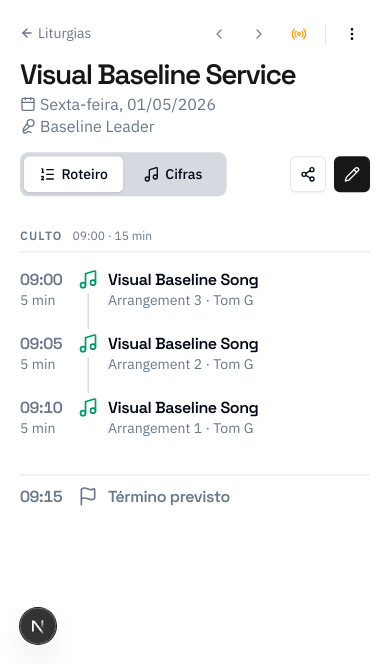 Liturgias
Visual Baseline Service
Sexta-feira, 01/05/2026
Baseline Leader
Roteiro
Cifras
CULTO 09:00 · 15 min
09:00 Visual Baseline Song
5 min Arrangement 3 · Tom G
09:05 Visual Baseline Song
5 min Arrangement 2 · Tom G
09:10 Visual Baseline Song
5 min Arrangement 1 · Tom G
09:15 Término previsto
N